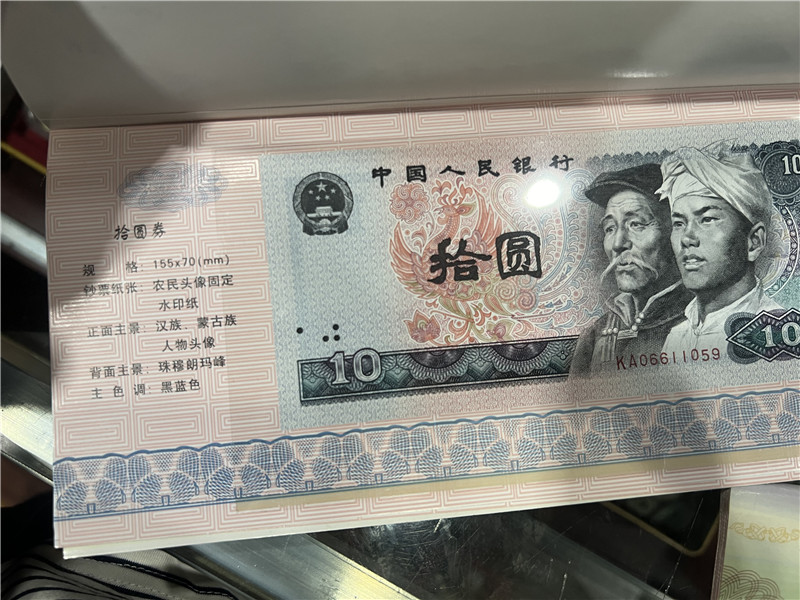 中国人民银行
10
拾圆券
拾圆
规 格：155x70(mm)
钞票纸张：农民头像固定
水印纸
正面主景：汉族、蒙古族
人物头像
背面主景：珠穆朗玛峰
主 色 调：黑蓝色
10
KA06611059
10